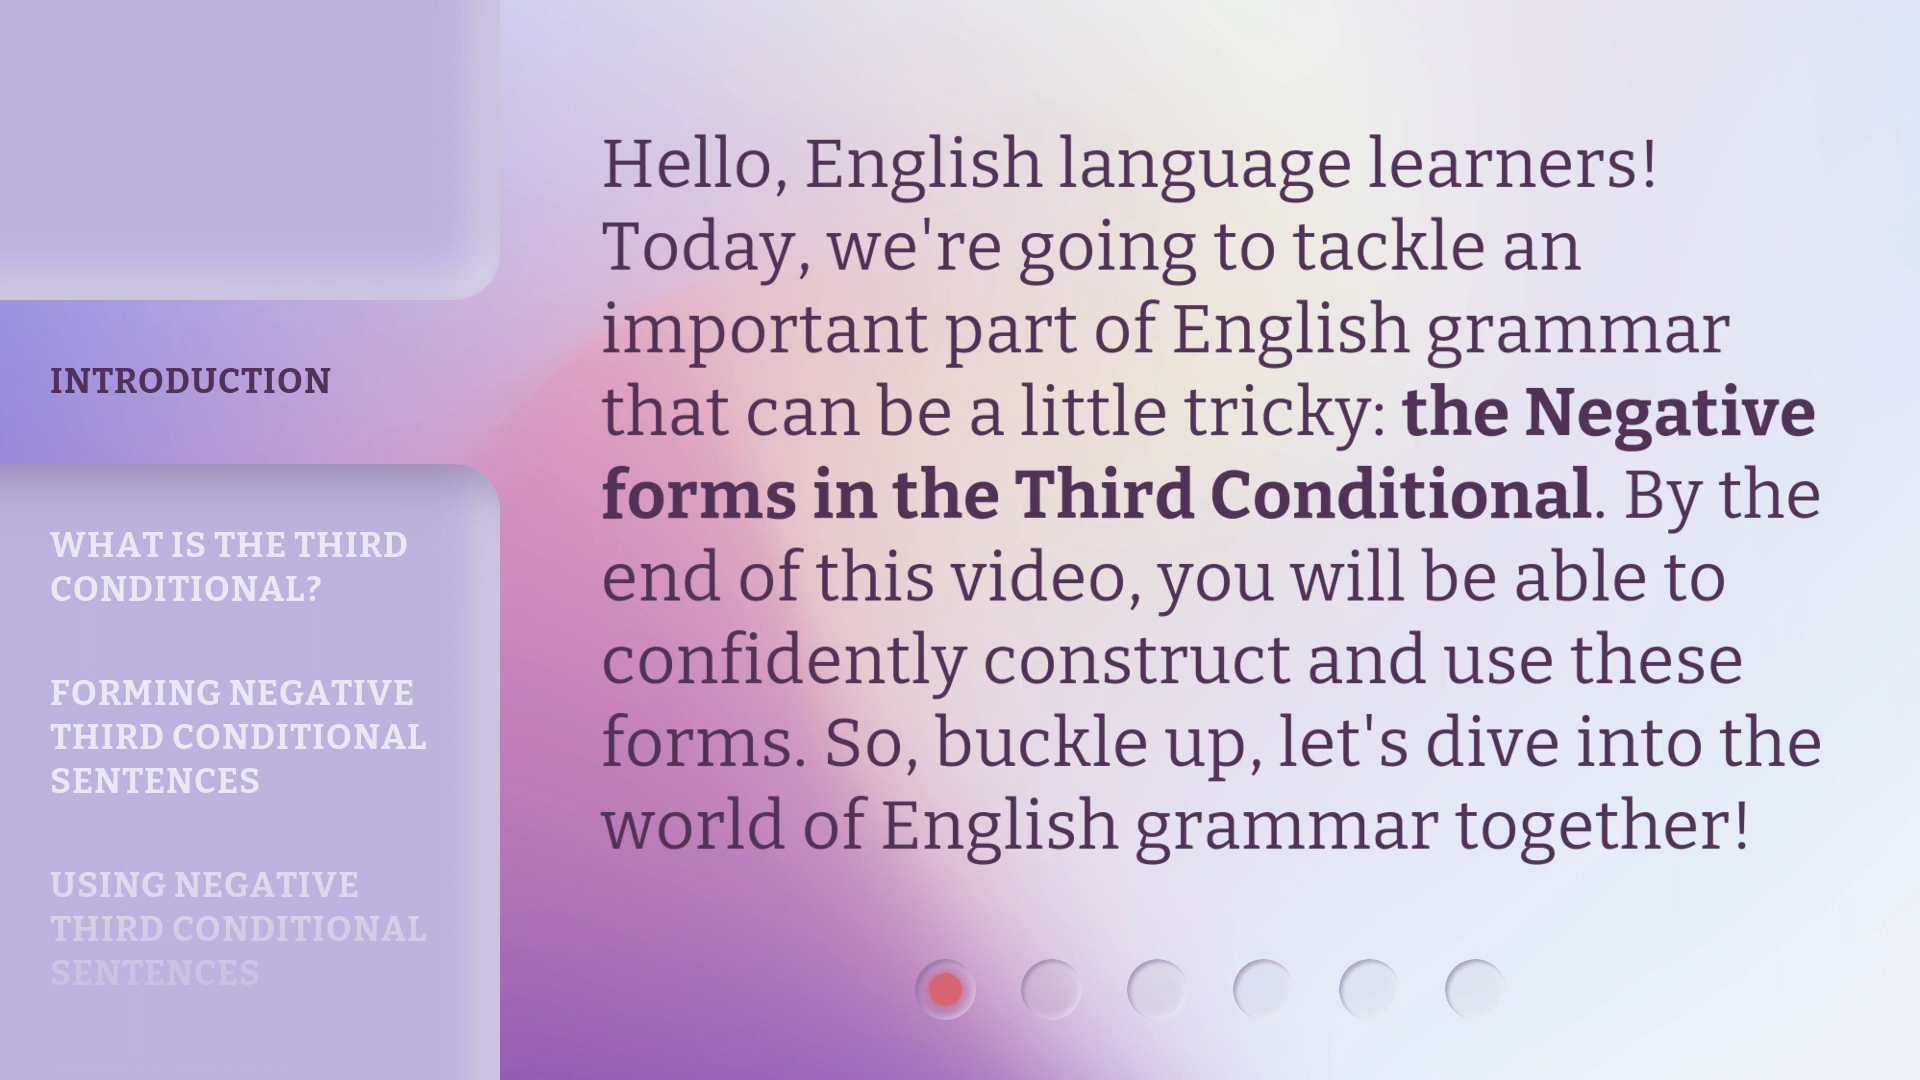 INTRODUCTION
WHAT IS THE THIRD
CONDITIONAL?
FORMING NEGATIVE
THIRD CONDITIONAL
SENTENCES
USING NEGATIVE
THIRD CONDITIONAL
SENTENCES
Hello, English language learners!
Today, we're going to tackle an
important part of English grammar
that can be a little tricky: the Negative
forms in the Third Conditional. By the
end of this video, you will be able to
confidently construct and use these
forms. So, buckle up, let's dive into the
world of English grammar together!